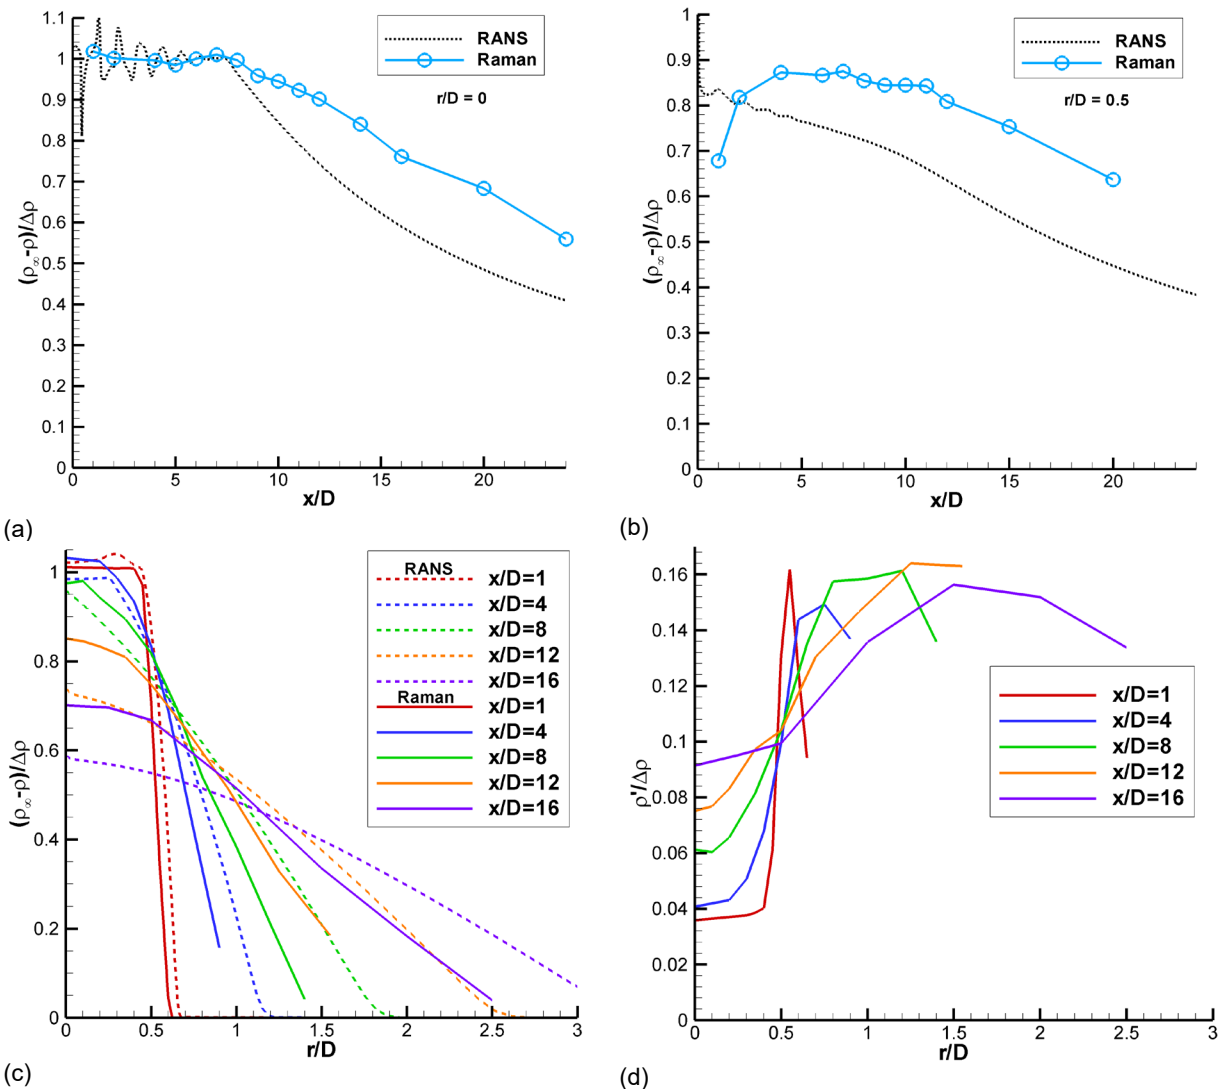 1.1
1
0.9
0.8
0.7
0.6
0.5
0.4
0.3
0.2
0.1
0
(ρ∞-ρ)/Δρ
RANS
Raman
r/D = 0
0 5 10 15 20
x/D
(a)
1
0.9
0.8
0.7
0.6
0.5
0.4
0.3
0.2
0.1
0
(ρ∞-ρ)/Δρ
RANS
Raman
r/D = 0.5
0 5 10 15 20
x/D
(b)
1
0.8
0.6
0.4
0.2
0
(ρ∞-ρ)/Δρ
RANS
x/D=1
x/D=4
x/D=8
x/D=12
x/D=16
Raman
x/D=1
x/D=4
x/D=8
x/D=12
x/D=16
0 0.5 1 1.5 2 2.5 3
r/D
(c)
0.16
0.14
0.12
0.1
0.08
0.06
0.04
0.02
0
ρ'/Δρ
x/D=1
x/D=4
x/D=8
x/D=12
x/D=16
0 0.5 1 1.5 2 2.5 3
r/D
(d)